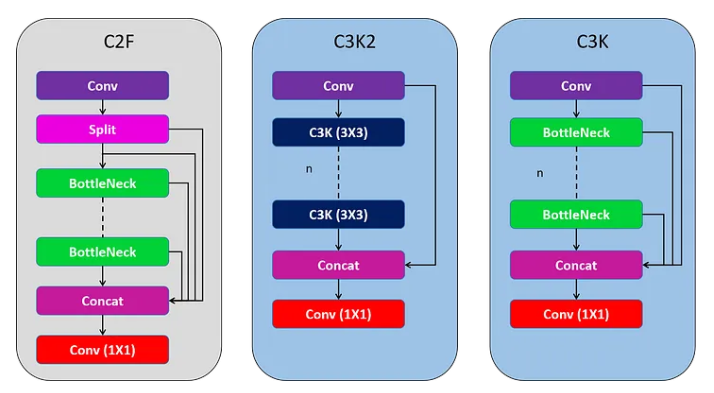 C2F
Conv
Split
BottleNeck
BottleNeck
Concat
Conv (1X1)
C3K2
Conv
C3K (3X3)
n
C3K (3X3)
Concat
Conv (1X1)
C3K
Conv
BottleNeck
n
BottleNeck
Concat
Conv (1X1)